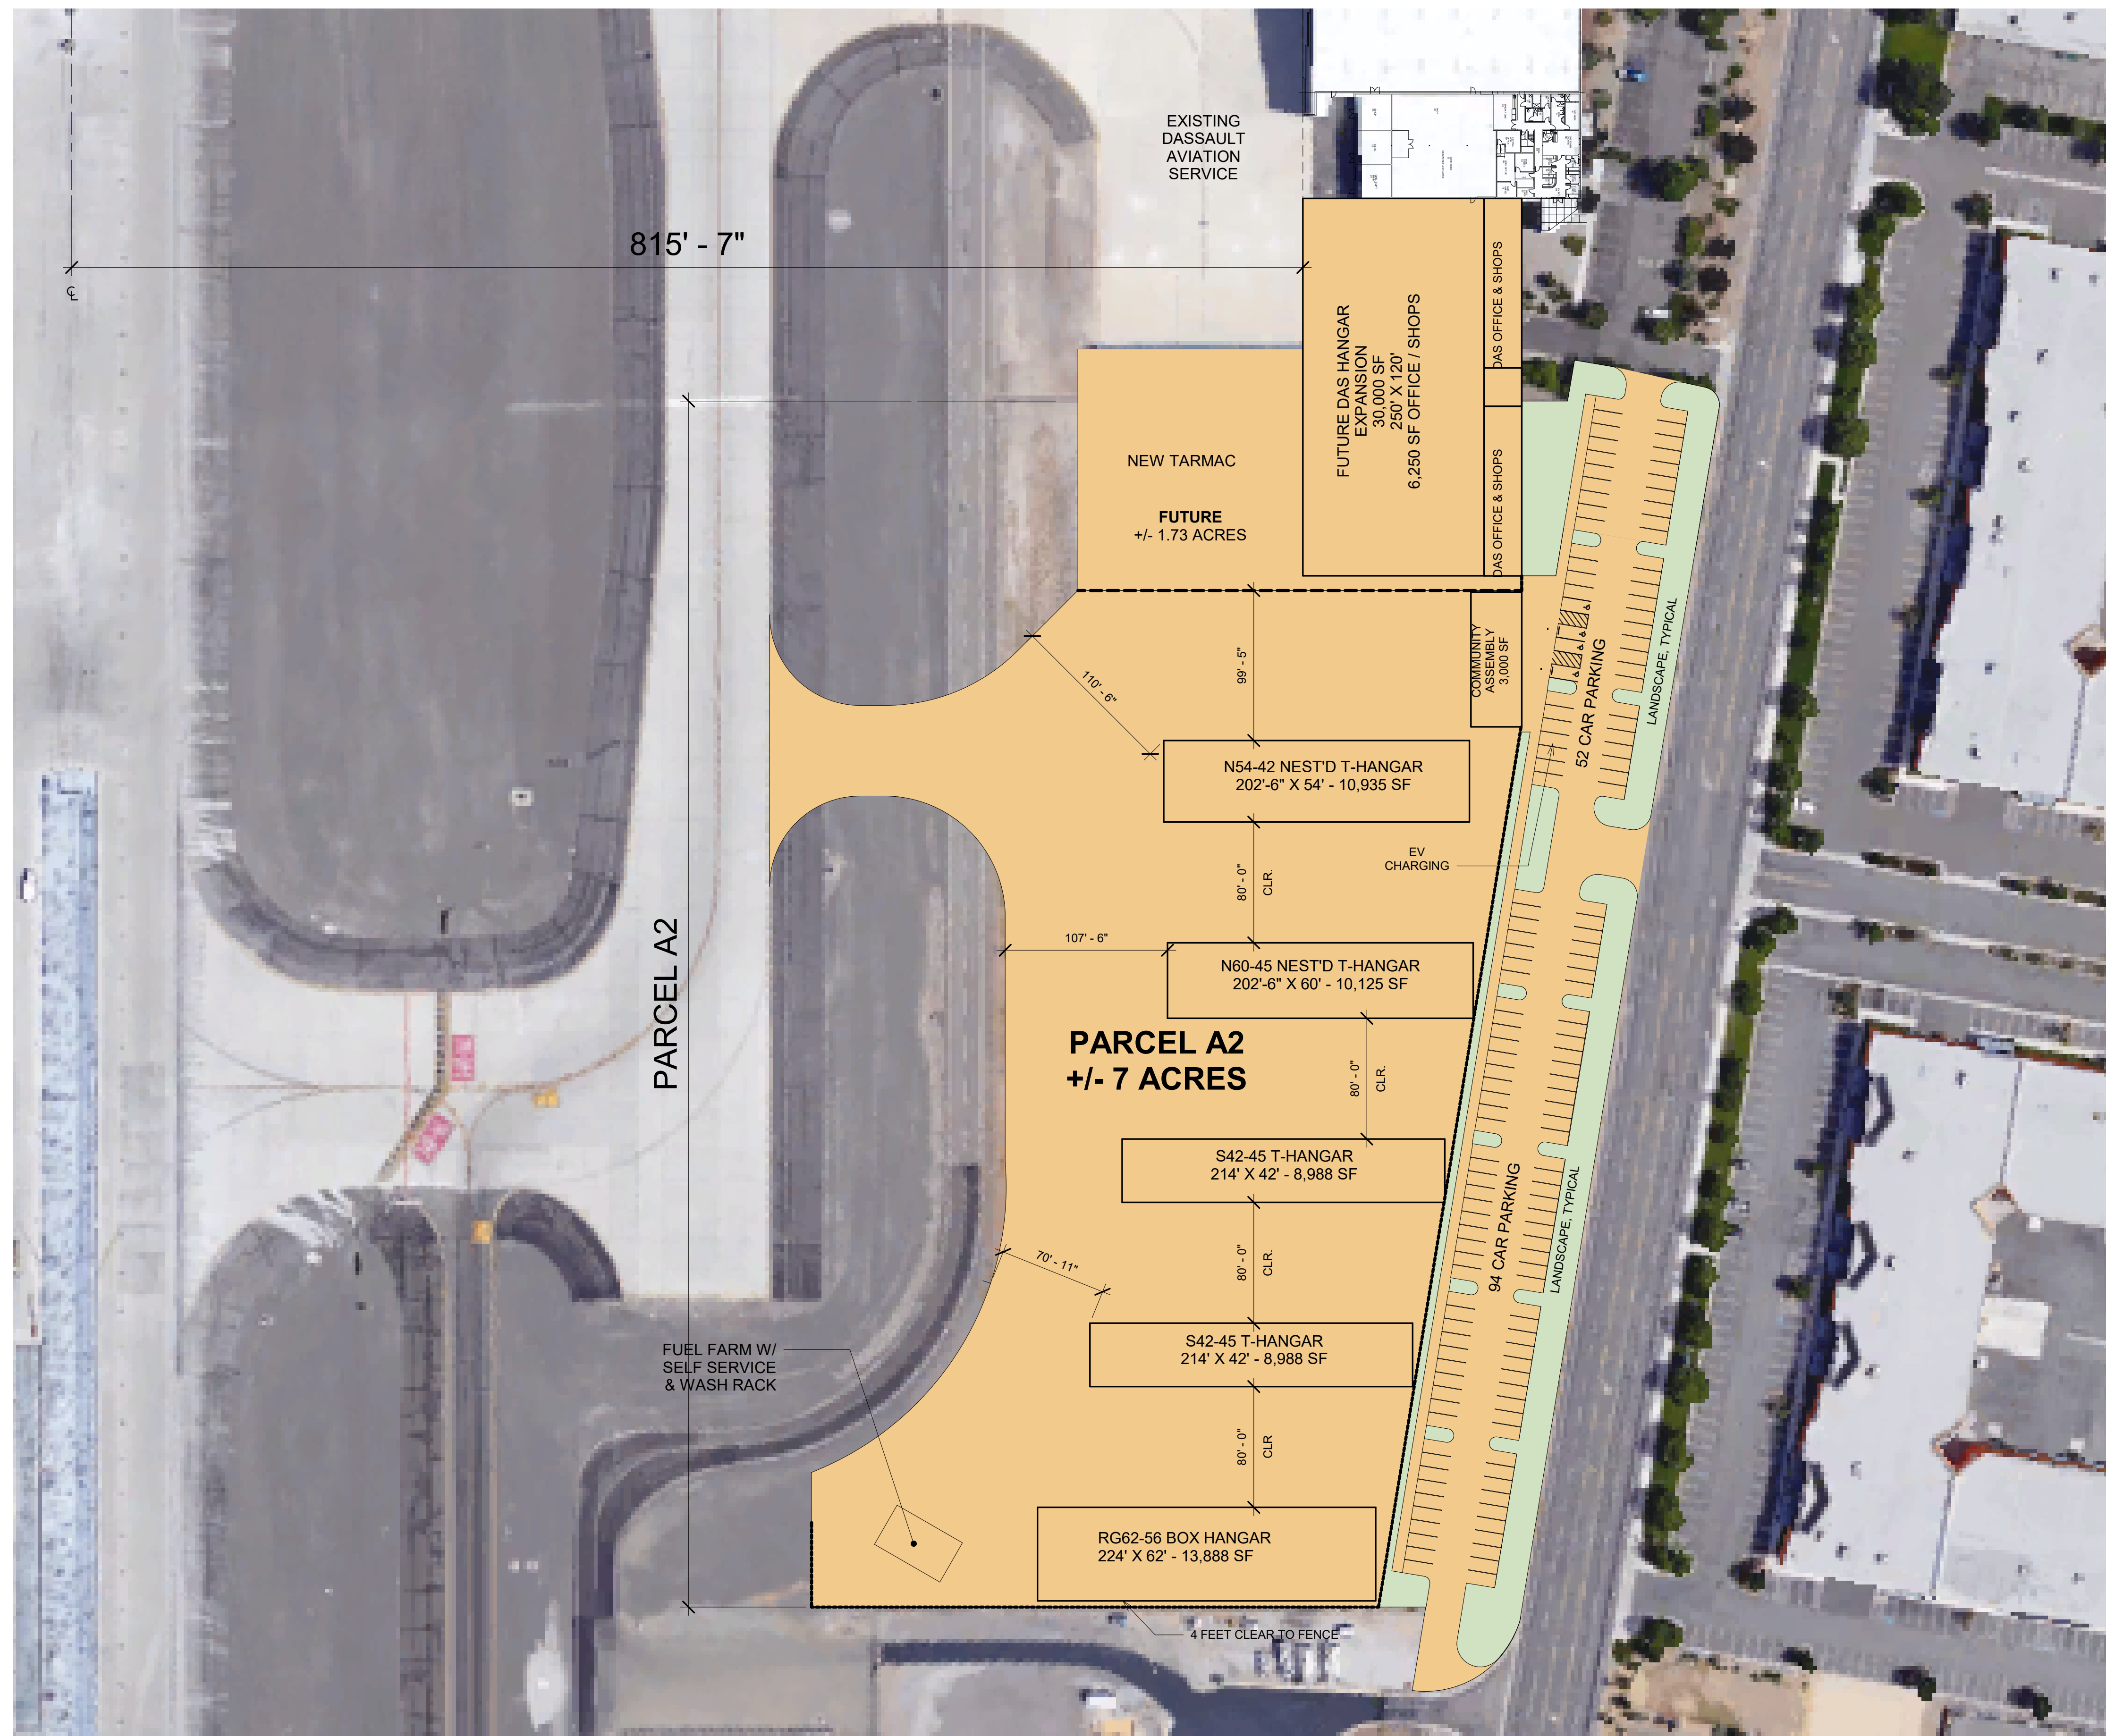 EXISTING
DASSAULT
AVIATION
SERVICE
815' - 7"
℄
FUTURE DAS HANGAR
EXPANSION
30,000 SF
250' X 120'
6,250 SF OFFICE / SHOPS
DAS OFFICE & SHOPS
DAS OFFICE & SHOPS
NEW TARMAC
FUTURE
+/- 1.73 ACRES
COMMUNITY
ASSEMBLY
3,000 SF
99' - 5"
110' - 6"
52 CAR PARKING
LANDSCAPE, TYPICAL
N54-42 NEST'D T-HANGAR
202'-6" X 54' - 10,935 SF
EV
CHARGING
80' - 0"
CLR.
PARCEL A2
107' - 6"
N60-45 NEST'D T-HANGAR
202'-6" X 60' - 10,125 SF
PARCEL A2
+/- 7 ACRES
80' - 0"
CLR.
S42-45 T-HANGAR
214' X 42' - 8,988 SF
94 CAR PARKING
LANDSCAPE, TYPICAL
70' - 11"
80' - 0"
CLR.
FUEL FARM W/
SELF SERVICE
& WASH RACK
S42-45 T-HANGAR
214' X 42' - 8,988 SF
80' - 0"
CLR
RG62-56 BOX HANGAR
224' X 62' - 13,888 SF
4 FEET CLEAR TO FENCE